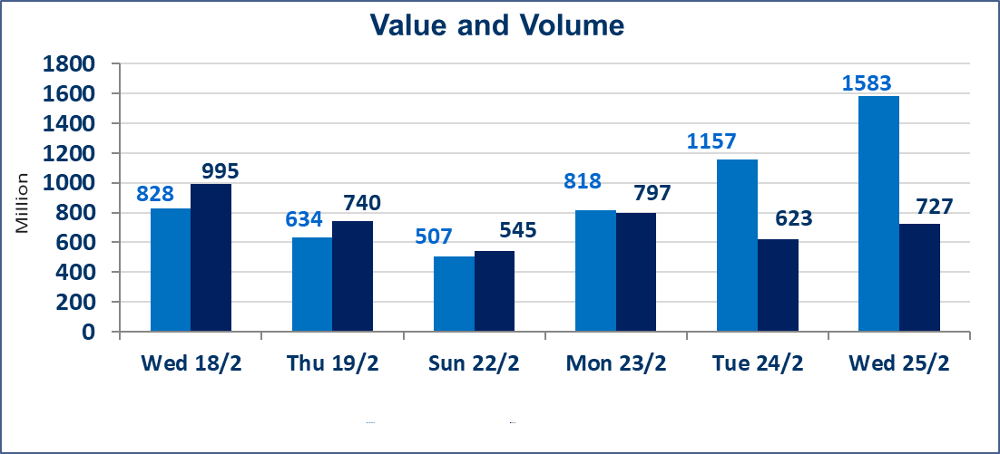 Value and Volume
1800
1600
1400
1200
1000
800
600
400
200
0
Million
828
995
634
740
507
545
818
797
1157
623
1583
727
Wed 18/2
Thu 19/2
Sun 22/2
Mon 23/2
Tue 24/2
Wed 25/2